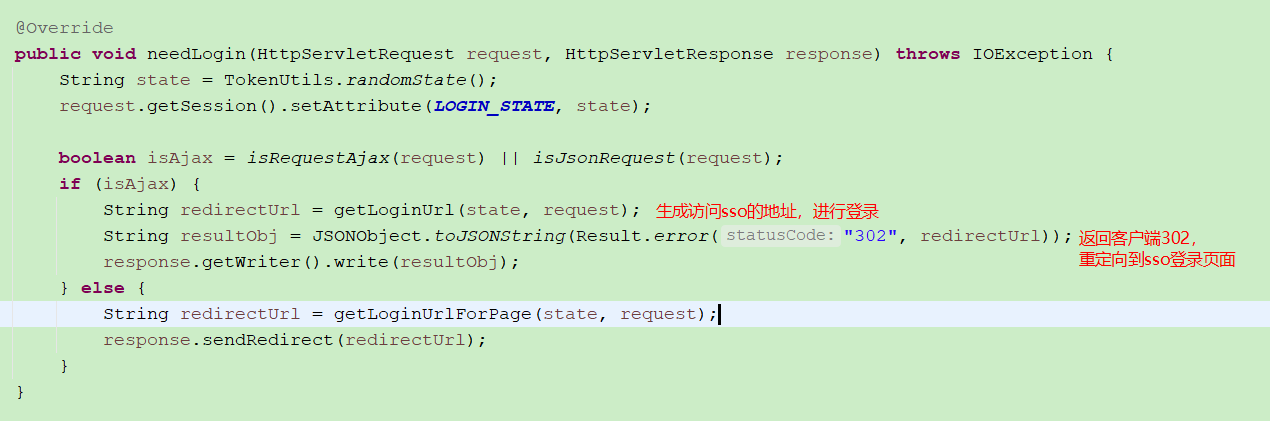 @Override
public void needLogin(HttpServletRequest request, HttpServletResponse response) throws IOException {
String state = TokenUtils.randomState();
request.getSession().setAttribute(LOGIN_STATE, state);
boolean isAjax = isRequestAjax(request) || isJsonRequest(request);
if (isAjax) {
String redirectUrl = getLoginUrl(state, request); 生成访问sso的地址，进行登录
String resultObj = JSONObject.toJSONString(Result.error( statusCode: "302", redirectUrl)); 返回客户端302，
重定向到sso登录页面
response.getWriter().write(resultObj);
} else {
String redirectUrl = getLoginUrlForPage(state, request);
response.sendRedirect(redirectUrl);
}
}